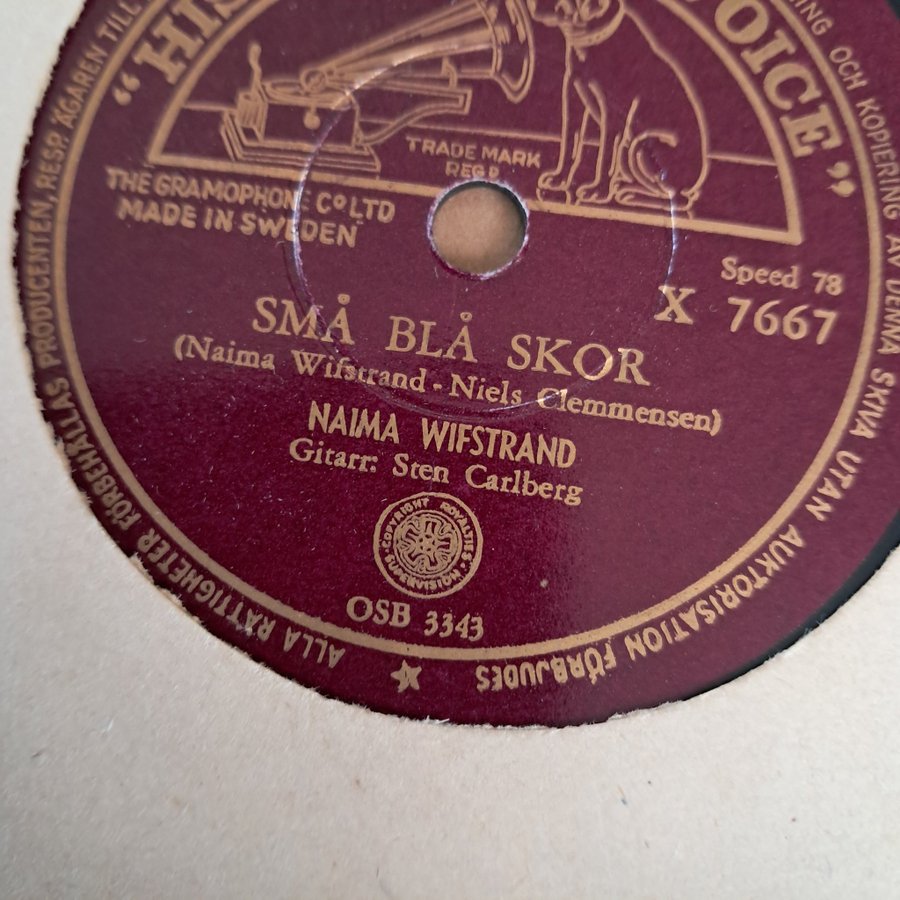 "HIS
VOICE"
TRADE MARK
REG.D
THE GRAMOPHONE CO LTD
MADE IN SWEDEN
Speed 78
X 7667
SMÅ BLÅ SKOR
(Naima Wifstrand - Niels Clemmensen)
NAIMA WIFSTRAND
Gitarr: Sten Carlberg
COPYRIGHT ROYALTIES · SUPERVISION ·
OSB 3343
ALLA RÄTTIGHETER FÖRBEHÅLLAS PRODUCENTEN, RESP. ÄGAREN TILL
OCH KOPIERING AV DENNA SKIVA UTAN AUKTORISATION FÖRBJUDES